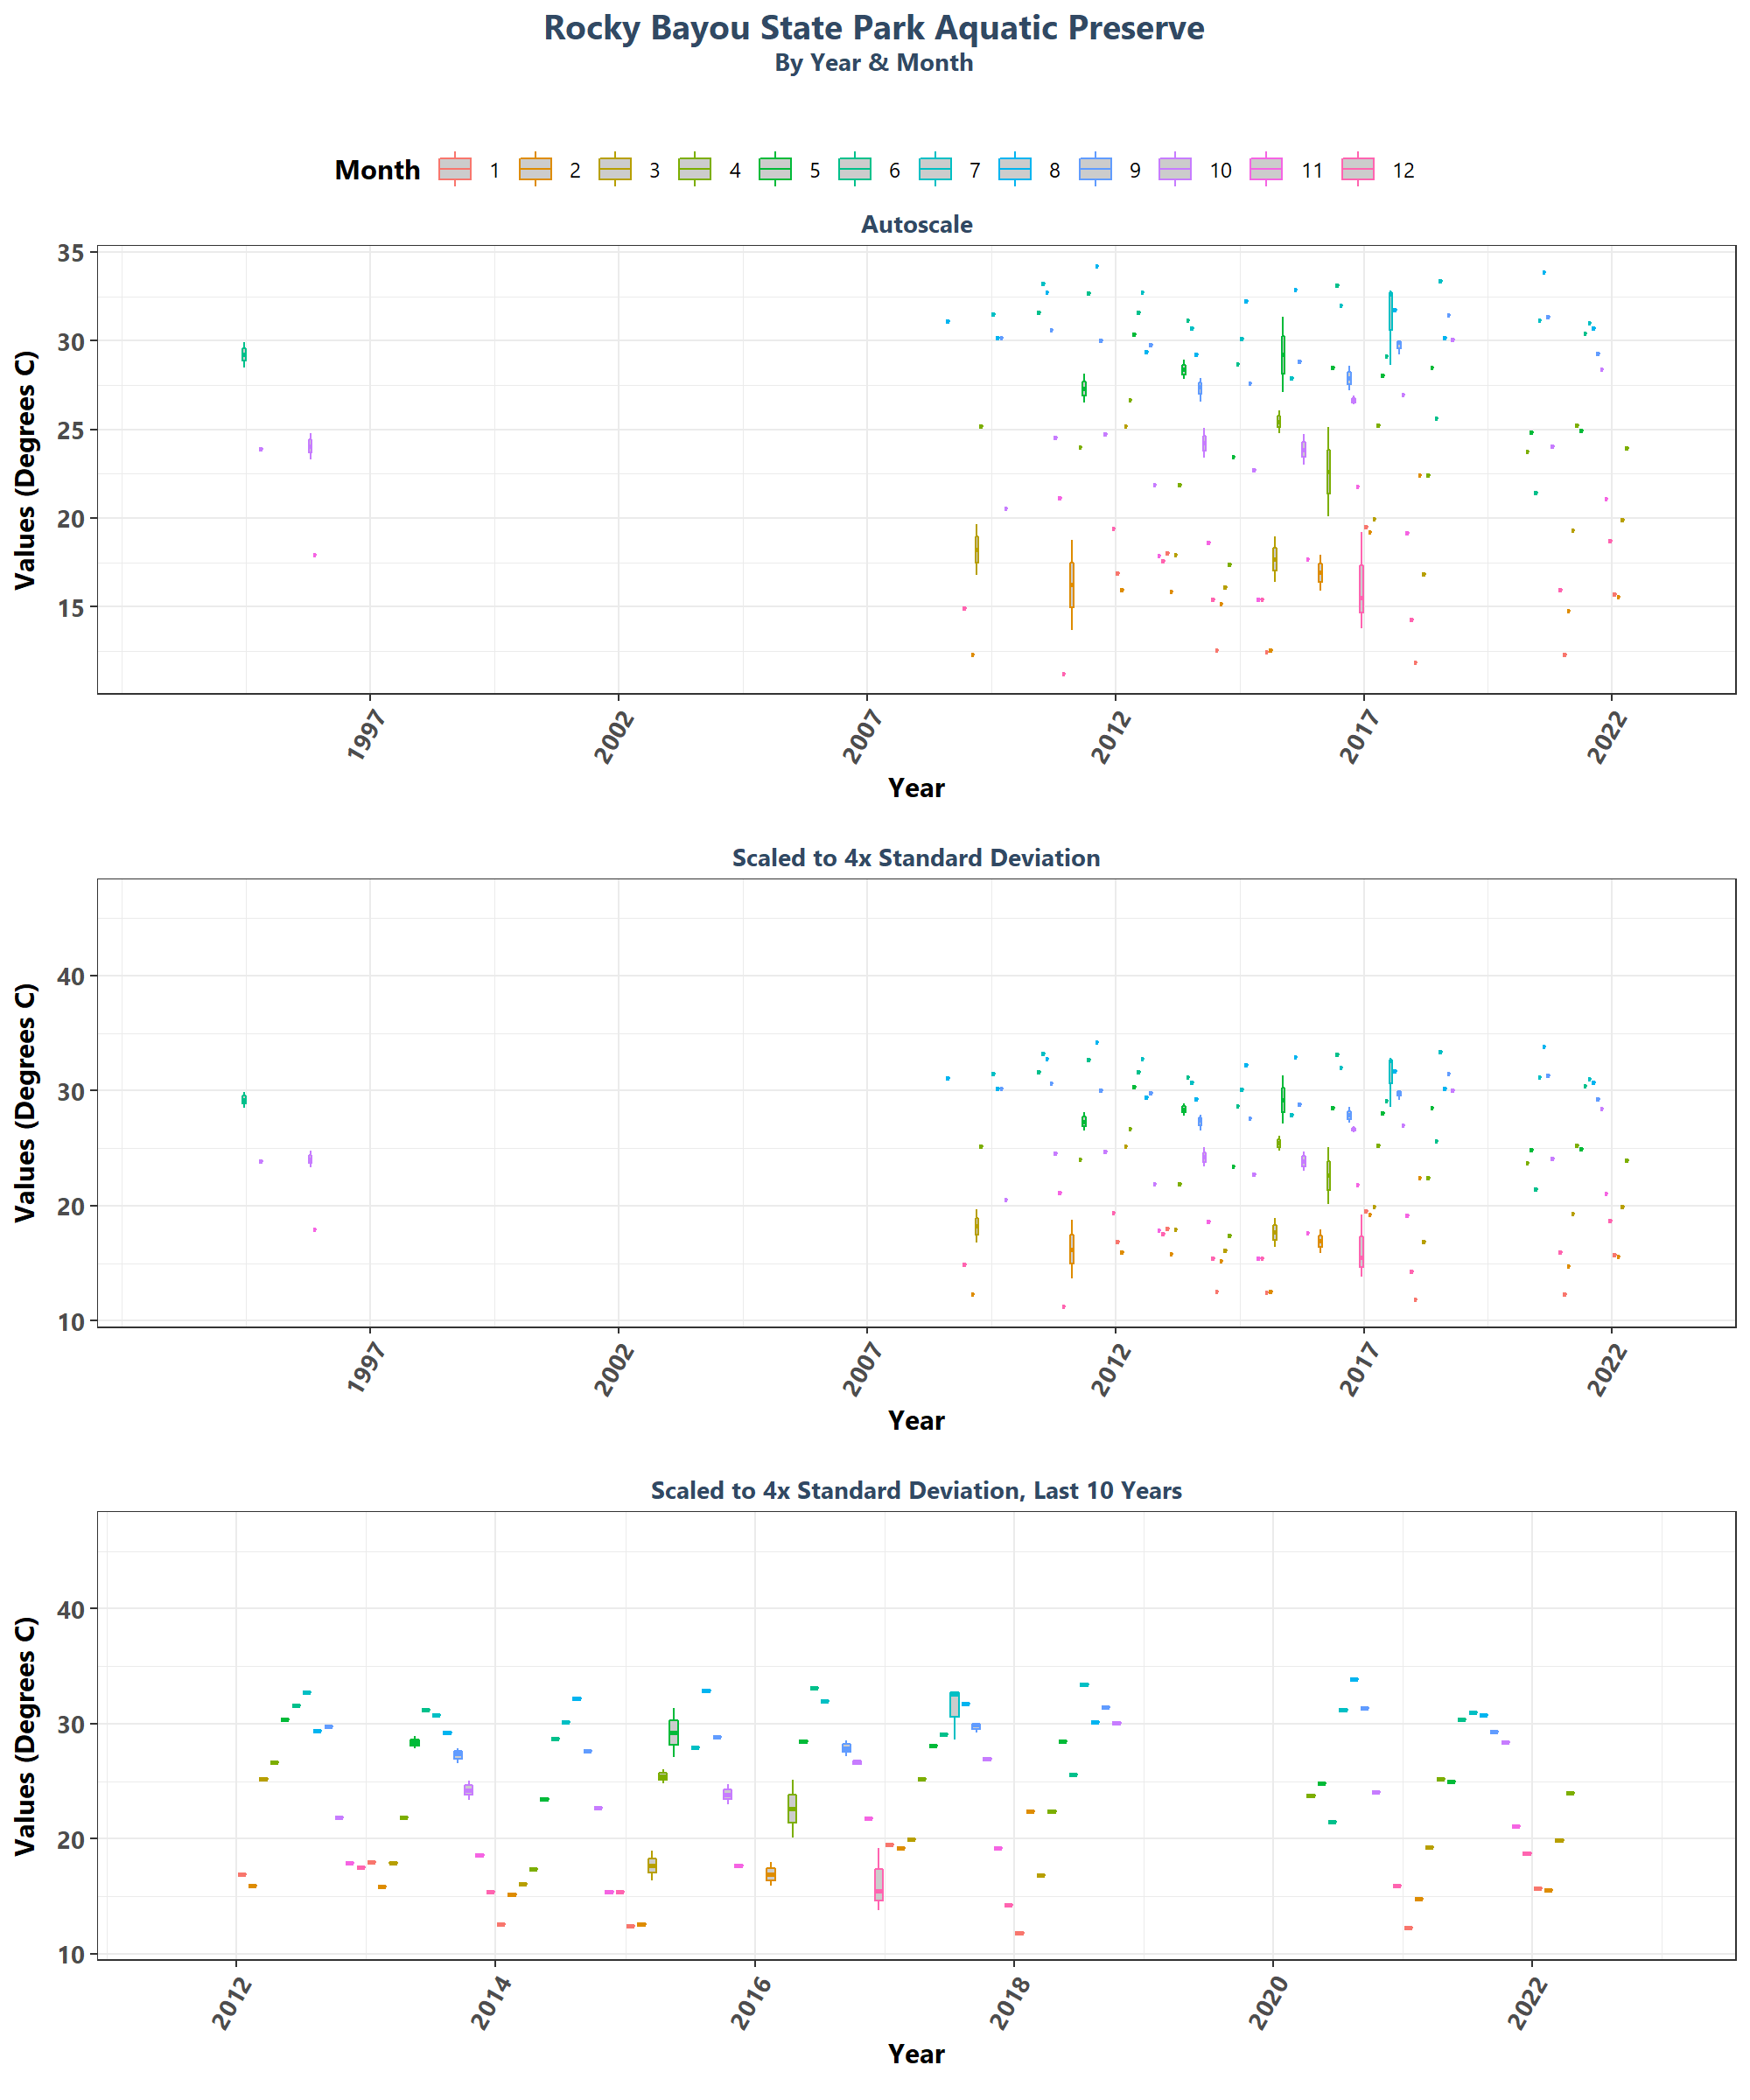 Rocky Bayou State Park Aquatic Preserve
By Year & Month
Month 1 2 3 4 5 6 7 8 9 10 11 12
Autoscale
35
30
25
20
15
Values (Degrees C)
1997 2002 2007 2012 2017 2022
Year
Scaled to 4x Standard Deviation
40
30
20
10
Values (Degrees C)
1997 2002 2007 2012 2017 2022
Year
Scaled to 4x Standard Deviation, Last 10 Years
40
30
20
10
Values (Degrees C)
2012 2014 2016 2018 2020 2022
Year